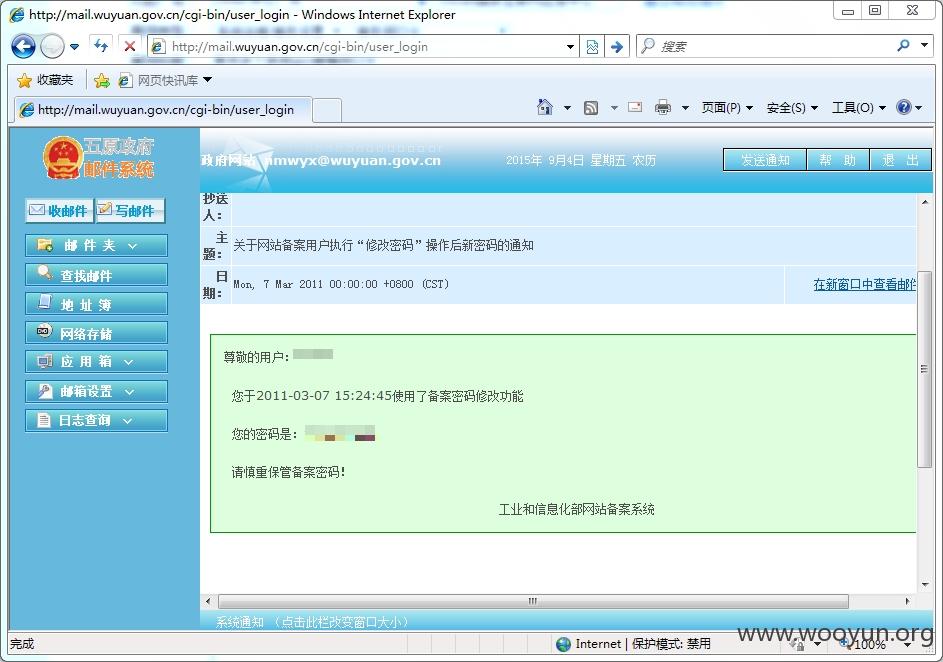 http://mail.wuyuan.gov.cn/cgi-bin/user_login - Windows Internet Explorer
http://mail.wuyuan.gov.cn/cgi-bin/user_login
搜索
收藏夹
网页快讯库
http://mail.wuyuan.gov.cn/cgi-bin/user_login
页面(P)
安全(S)
工具(O)
五原政府
邮件系统
政府网站
nmwyx@wuyuan.gov.cn
2015年 9月4日 星期五 农历
发送通知
帮 助
退 出
收邮件
写邮件
邮 件 夹
查找邮件
地 址 簿
网络存储
应 用 箱
邮箱设置
日志查询
抄送人：
主题：
关于网站备案用户执行“修改密码”操作后新密码的通知
日期：
Mon, 7 Mar 2011 00:00:00 +0800 (CST)
在新窗口中查看邮件
尊敬的用户：
您于2011-03-07 15:24:45使用了备案密码修改功能
您的密码是：
请慎重保管备案密码！
工业和信息化部网站备案系统
系统通知 （点击此栏改变窗口大小）
完成
Internet | 保护模式: 禁用
100%
www.wooyun.org